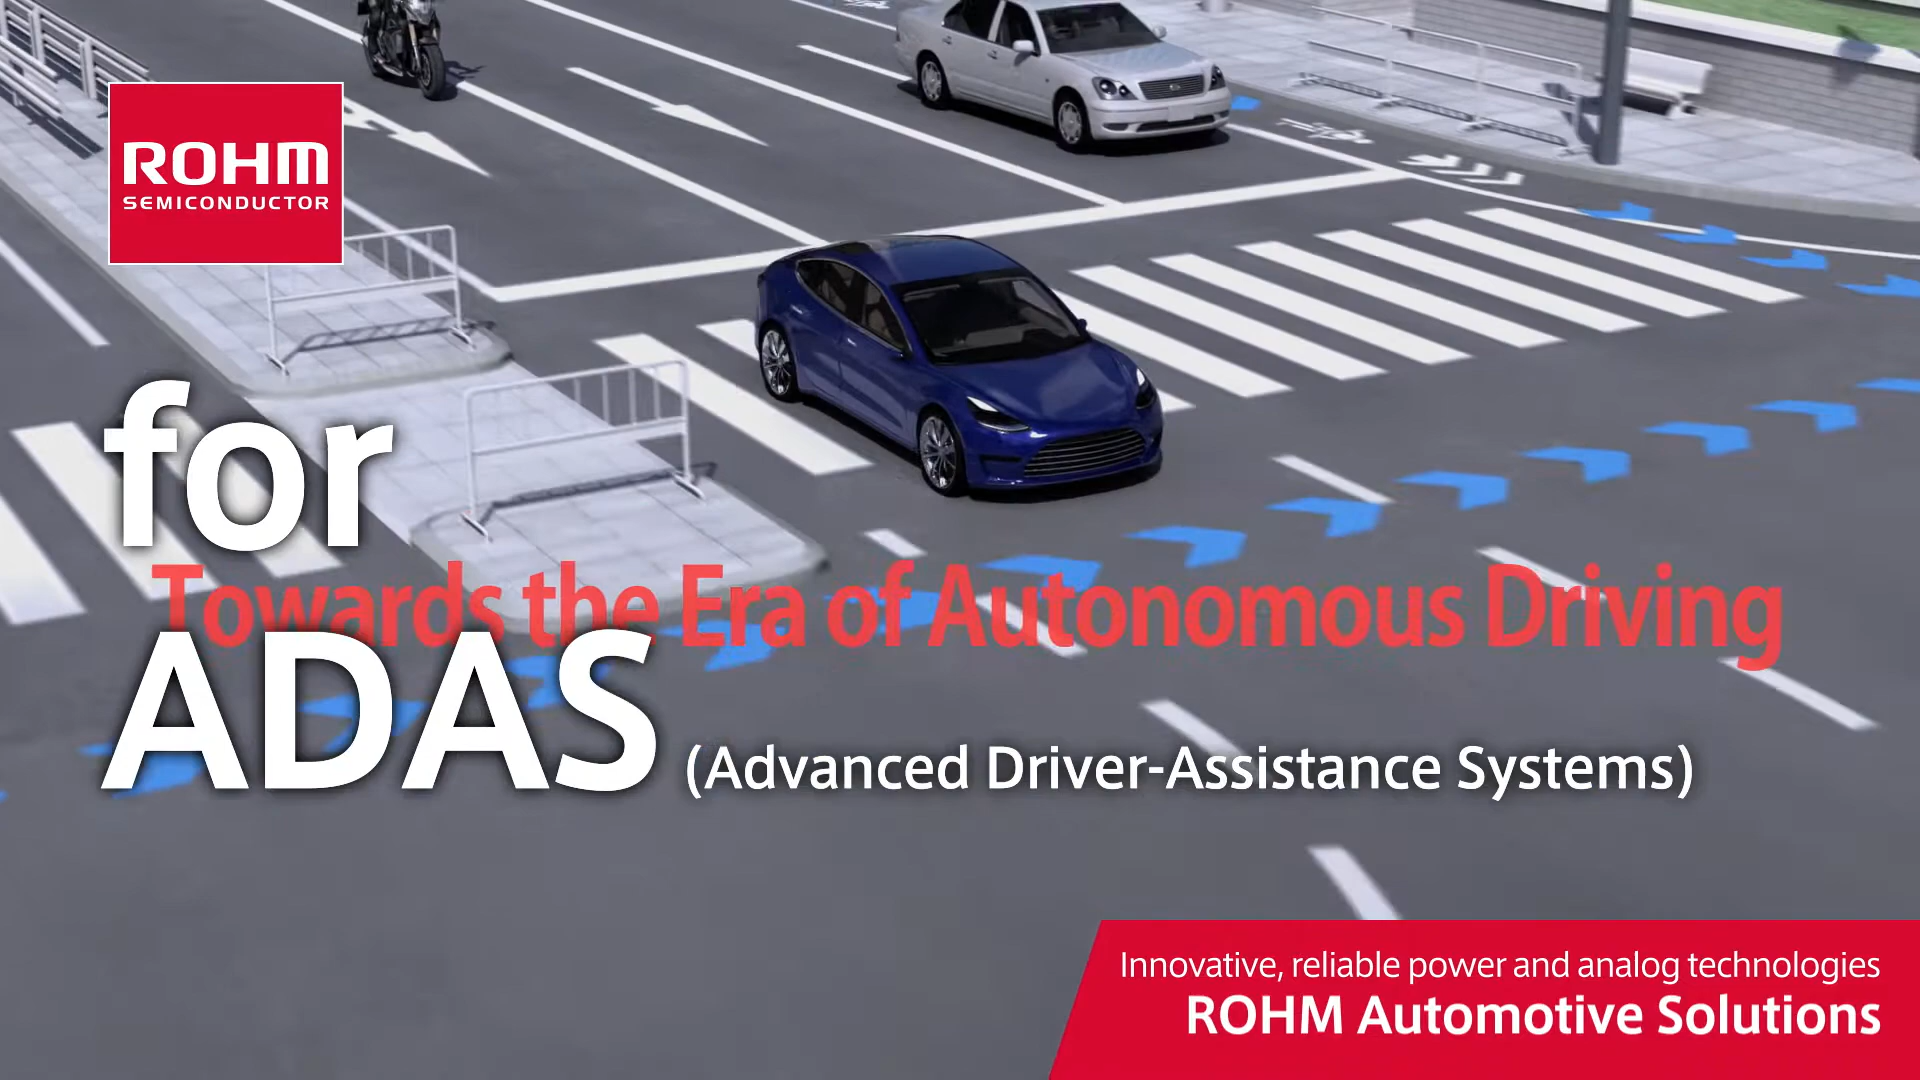 ROHM
SEMICONDUCTOR
for
Towards the Era of Autonomous Driving
ADAS (Advanced Driver-Assistance Systems)
Innovative, reliable power and analog technologies
ROHM Automotive Solutions